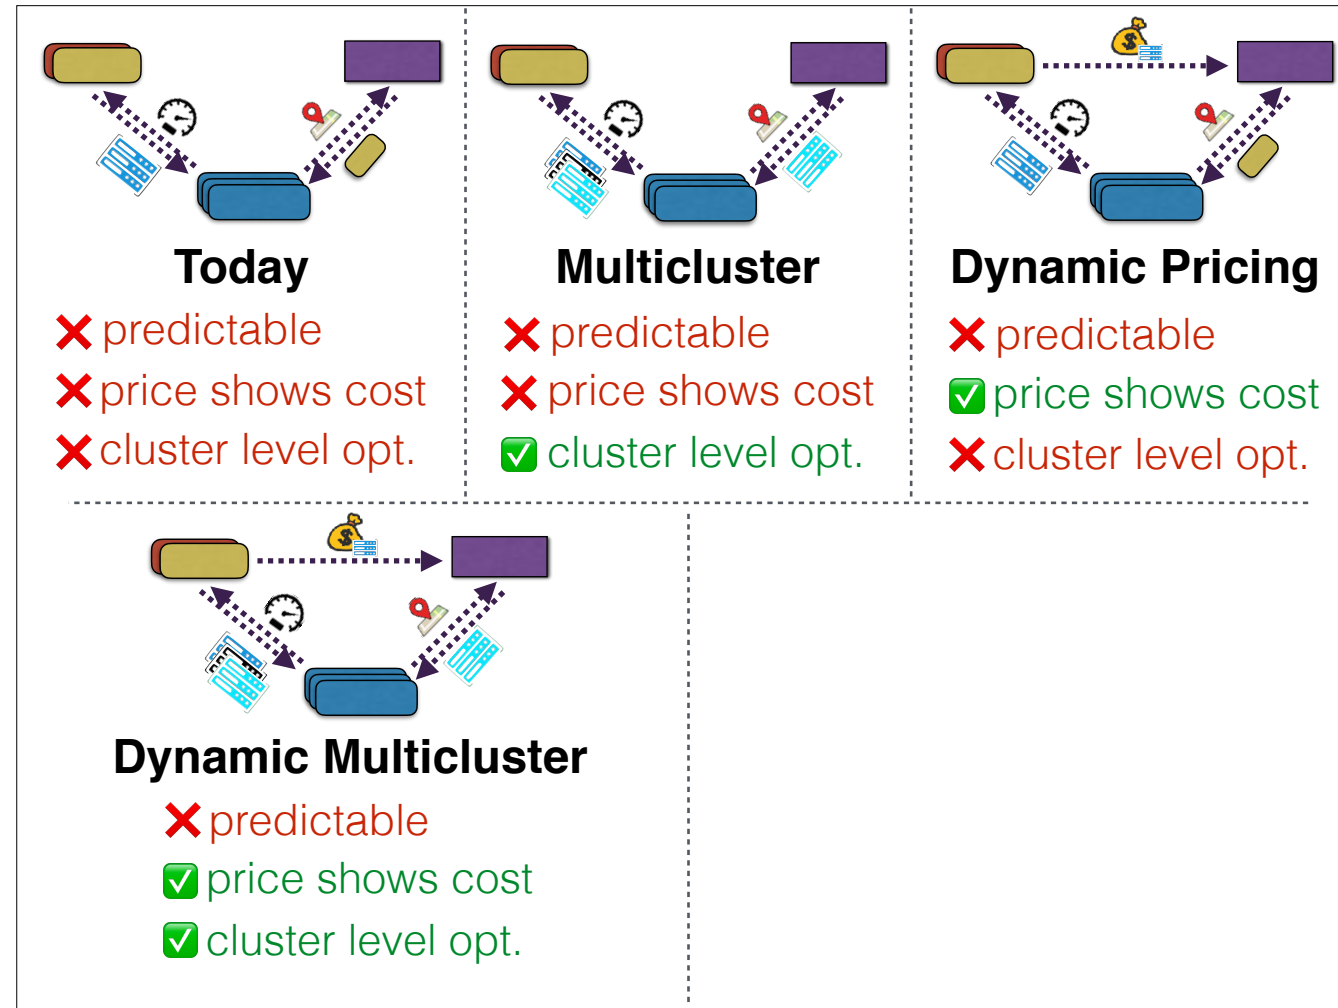 Today
❌ predictable
❌ price shows cost
❌ cluster level opt.
Multicluster
❌ predictable
❌ price shows cost
✅ cluster level opt.
Dynamic Pricing
❌ predictable
✅ price shows cost
❌ cluster level opt.
Dynamic Multicluster
❌ predictable
✅ price shows cost
✅ cluster level opt.